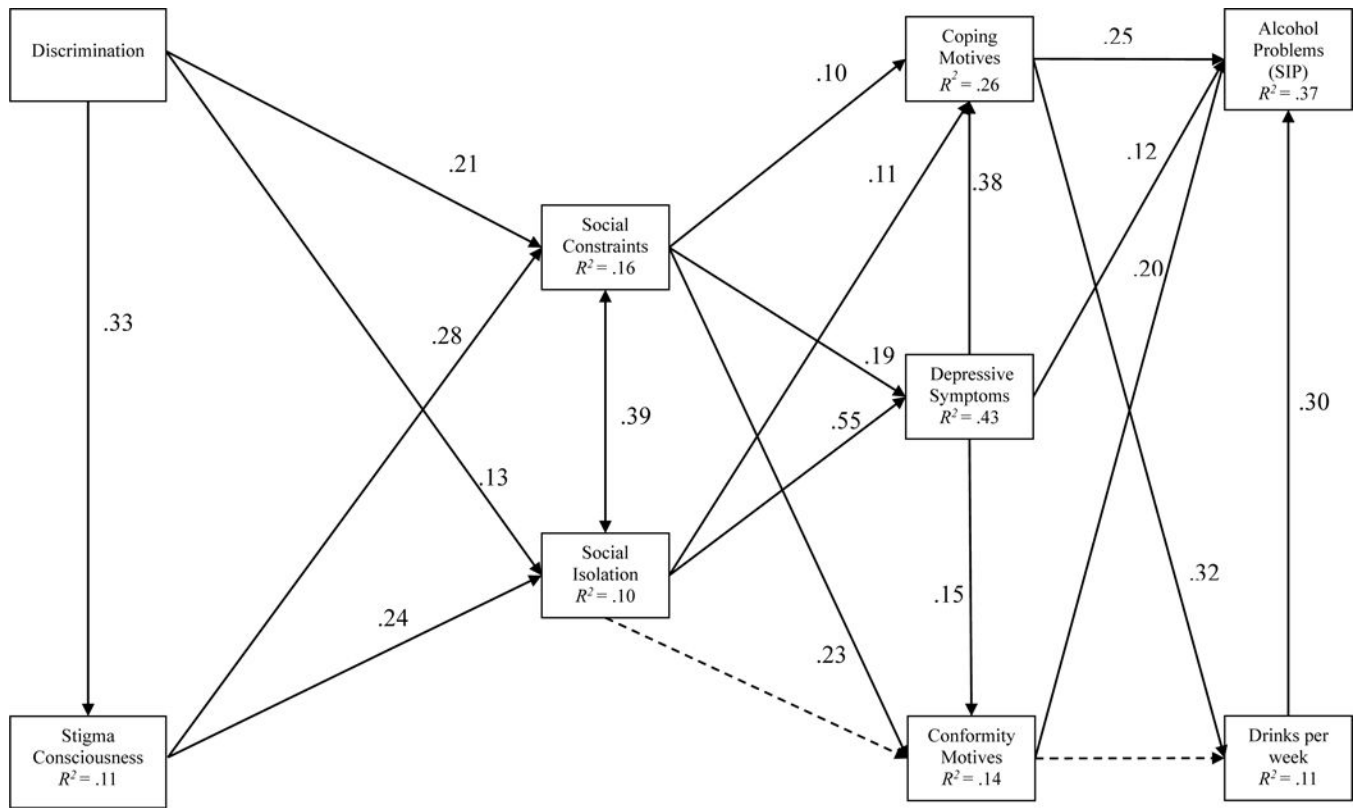 Discrimination
Coping
Motives
R² = .26
Alcohol
Problems
(SIP)
R² = .37
.25
.10
.21
.11
.12
.38
Social
Constraints
R² = .16
.20
.33
.28
.19
Depressive
Symptoms
R² = .43
.39
.55
.30
.13
Social
Isolation
R² = .10
.32
.15
.24
.23
Stigma
Consciousness
R² = .11
Conformity
Motives
R² = .14
Drinks per
week
R² = .11